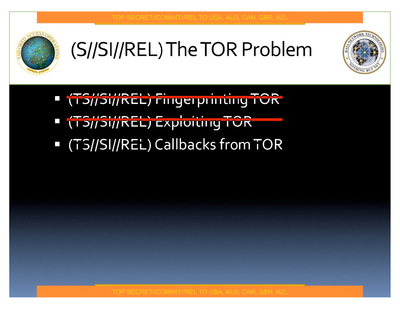 TOP SECRET//COMINT//REL TO USA, AUS, CAN, GBR, NZL
(S//SI//REL) The TOR Problem
(TS//SI//REL) Fingerprinting TOR
(TS//SI//REL) Exploiting TOR
(TS//SI//REL) Callbacks from TOR
TOP SECRET//COMINT//REL TO USA, AUS, CAN, GBR, NZL